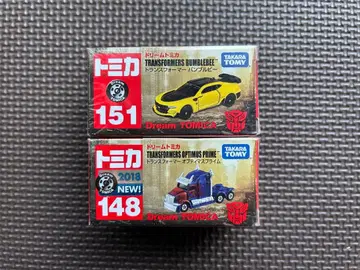 トミカ
151
ドリームトミカ
TRANSFORMERS BUMBLEBEE
トランスフォーマー バンブルビー
TAKARA TOMY
Dream TOMICA
トミカ
2018
NEW!
148
ドリームトミカ
TRANSFORMERS OPTIMUS PRIME
トランスフォーマー オプティマスプライム
TAKARA TOMY
Dream TOMICA